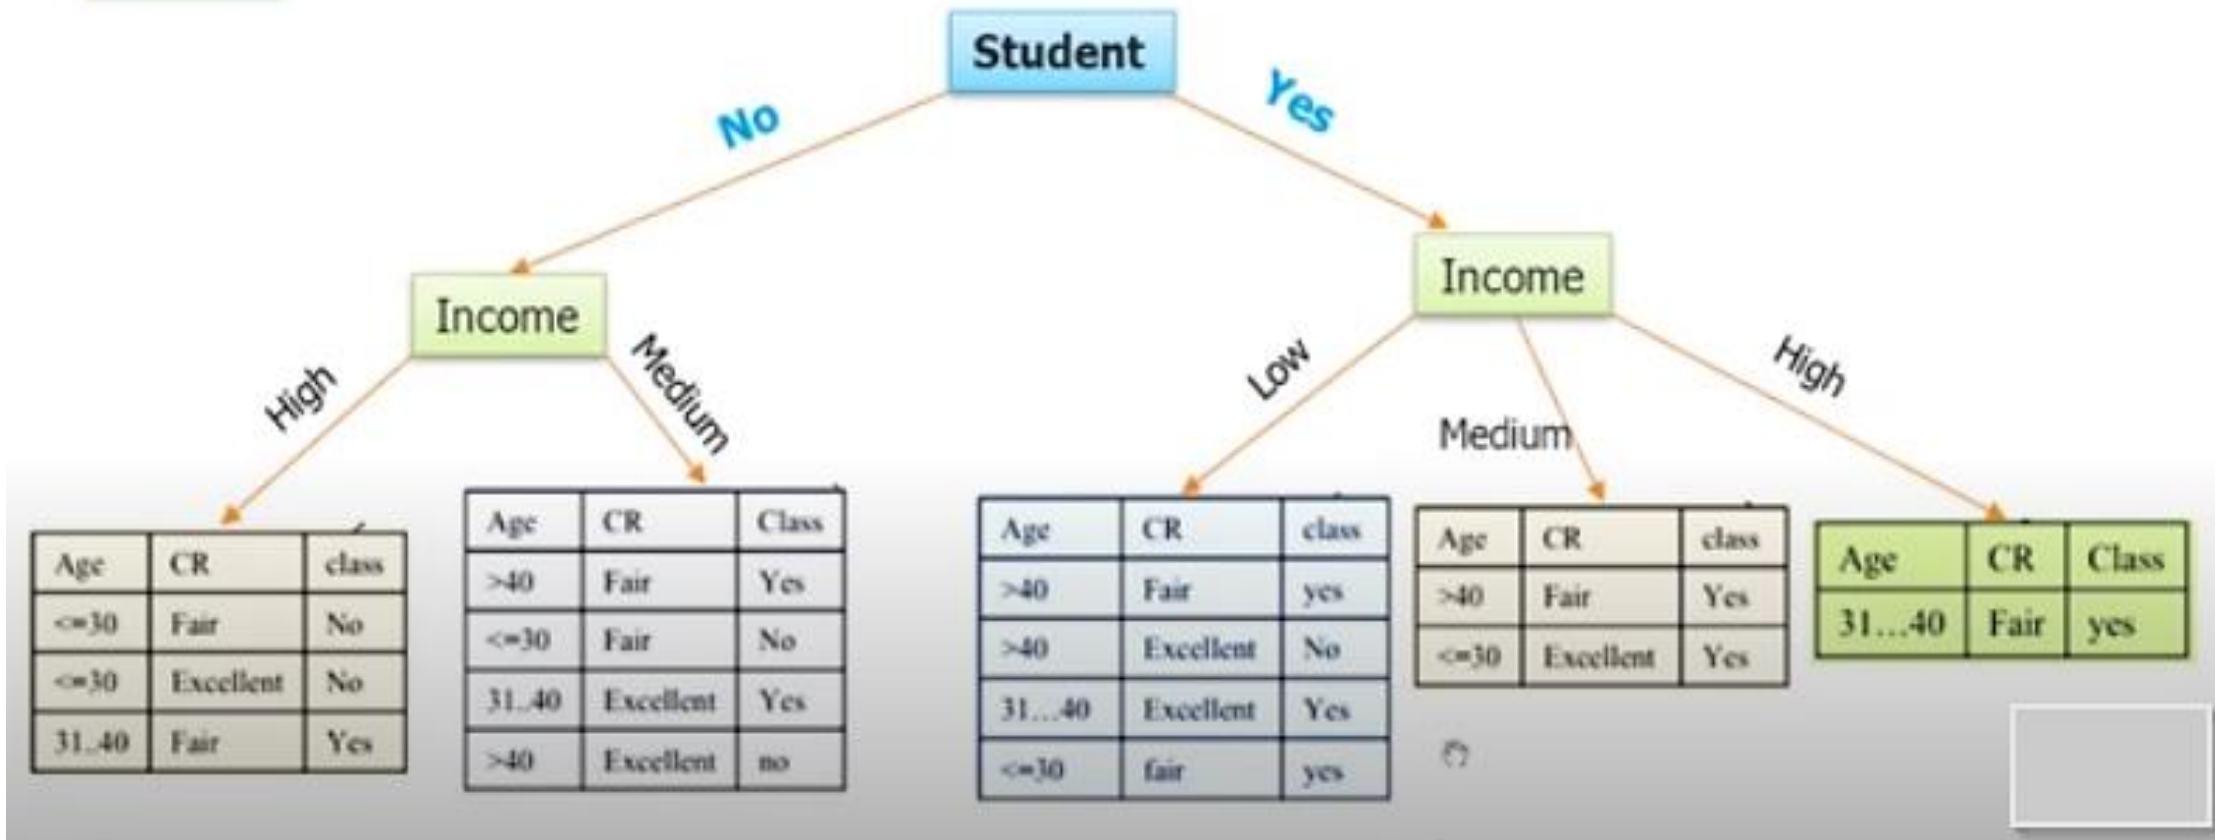 Student
No
Yes
Income
Income
High
Medium
Low
Medium
High
Age CR class
<=30 Fair No
<=30 Excellent No
31..40 Fair Yes
Age CR Class
>40 Fair Yes
<=30 Fair No
31..40 Excellent Yes
>40 Excellent no
Age CR class
>40 Fair yes
>40 Excellent No
31...40 Excellent Yes
<=30 fair yes
Age CR class
>40 Fair Yes
<=30 Excellent Yes
Age CR Class
31...40 Fair yes